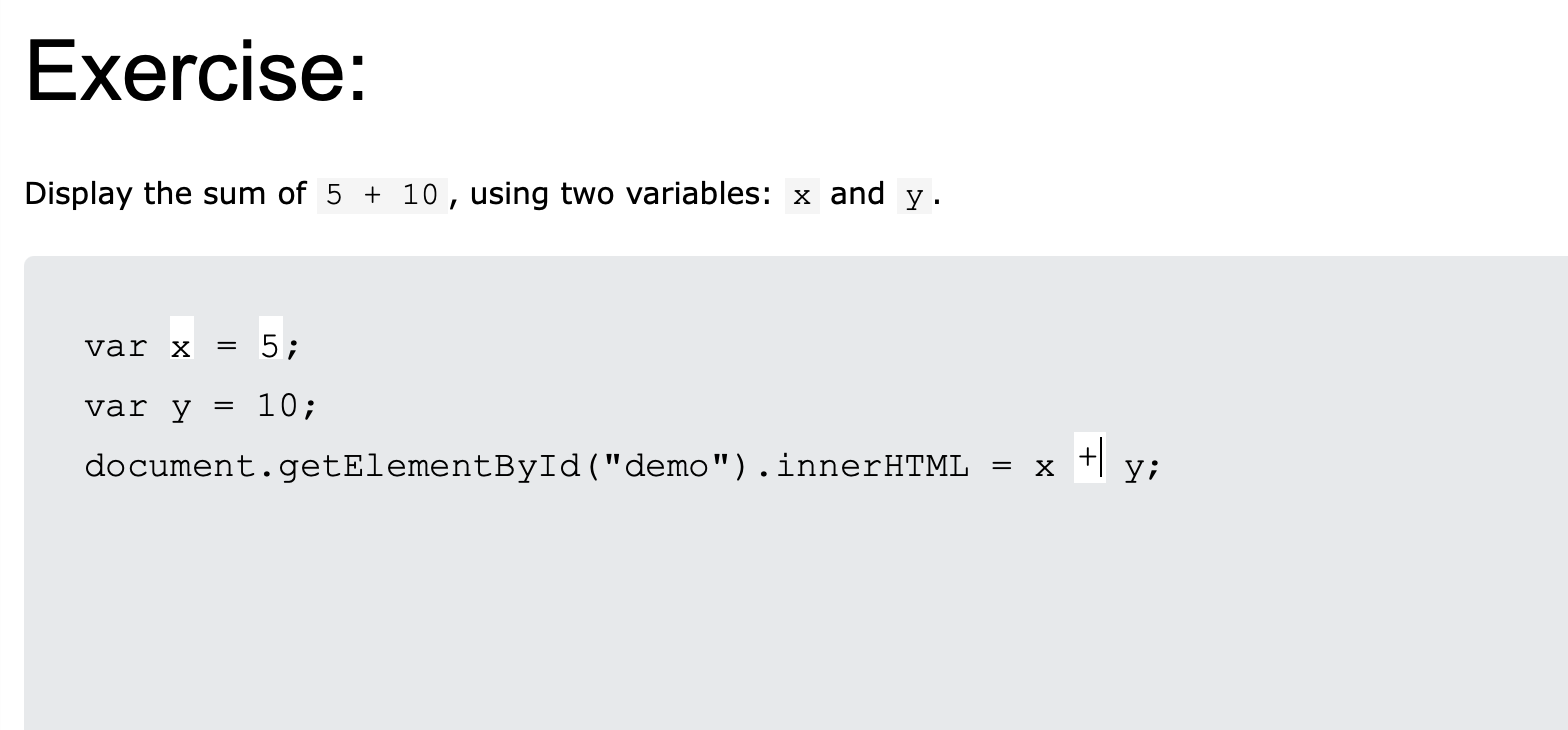 Exercise:
Display the sum of 5 + 10, using two variables: x and y.
var x = 5;
var y = 10;
document.getElementById("demo").innerHTML = x + y;